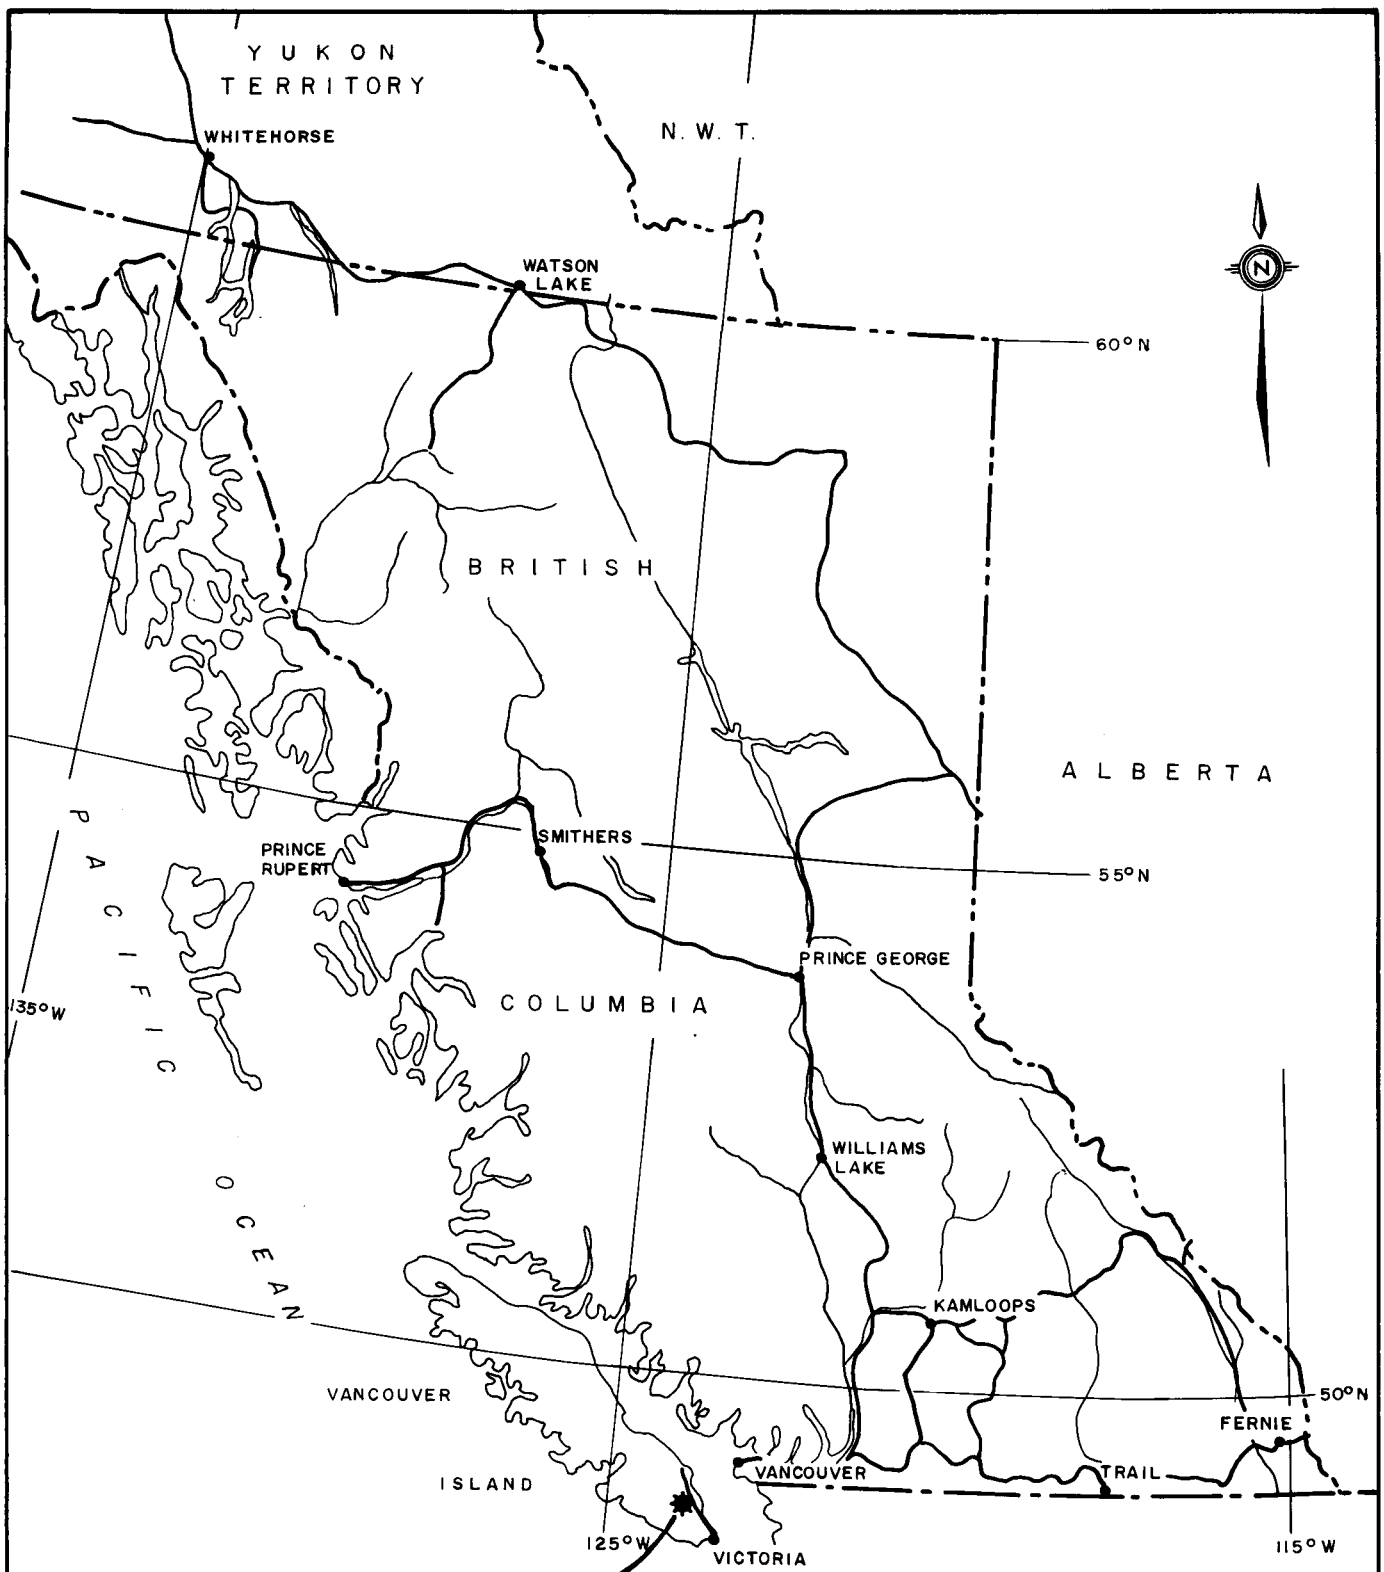 YUKON
TERRITORY
N. W. T.
WHITEHORSE
N
WATSON
LAKE
60°N
BRITISH
ALBERTA
PACIFIC
SMITHERS
PRINCE
RUPERT
55°N
PRINCE GEORGE
COLUMBIA
135°W
WILLIAMS
LAKE
OCEAN
KAMLOOPS
VANCOUVER
50°N
FERNIE
VANCOUVER
TRAIL
ISLAND
125°W
VICTORIA
115°W